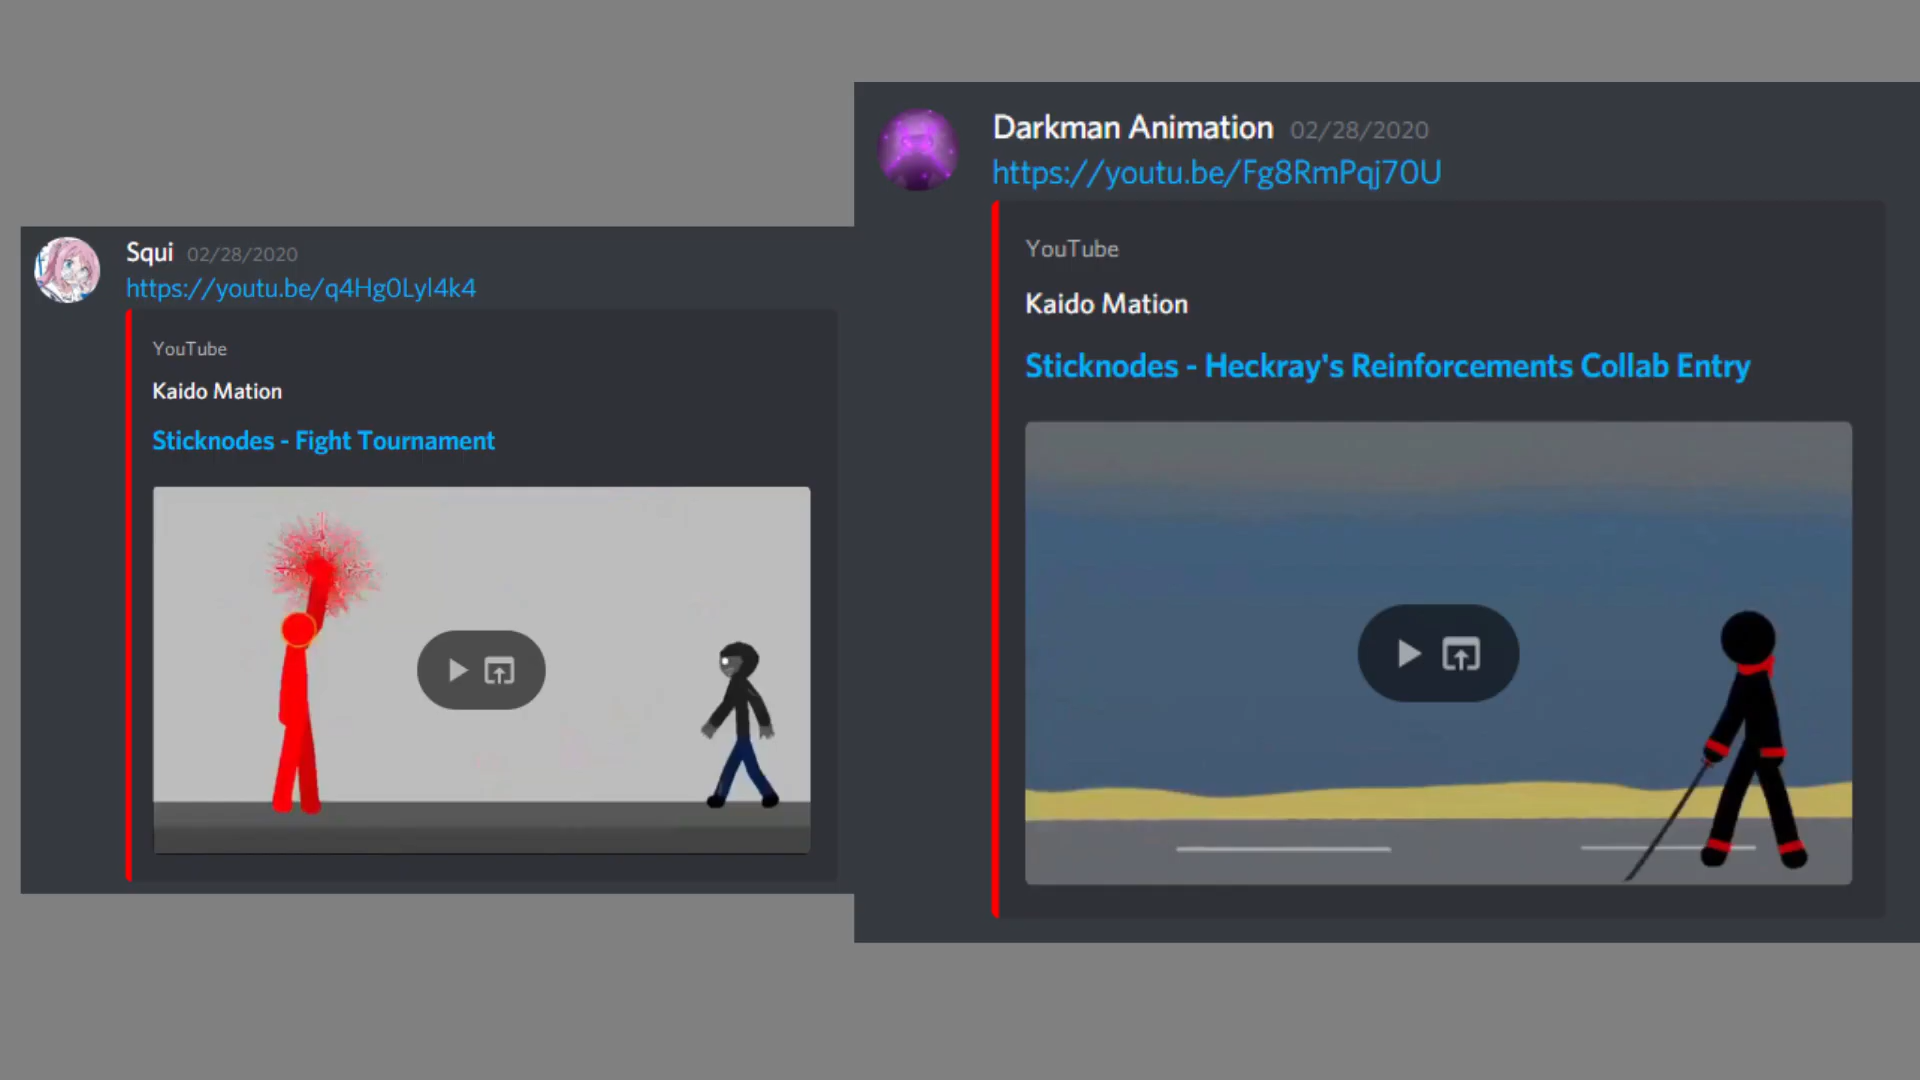 Squi 02/28/2020
https://youtu.be/q4Hg0Lyl4k4
YouTube
Kaido Mation
Sticknodes - Fight Tournament
Darkman Animation 02/28/2020
https://youtu.be/Fg8RmPqj70U
YouTube
Kaido Mation
Sticknodes - Heckray's Reinforcements Collab Entry